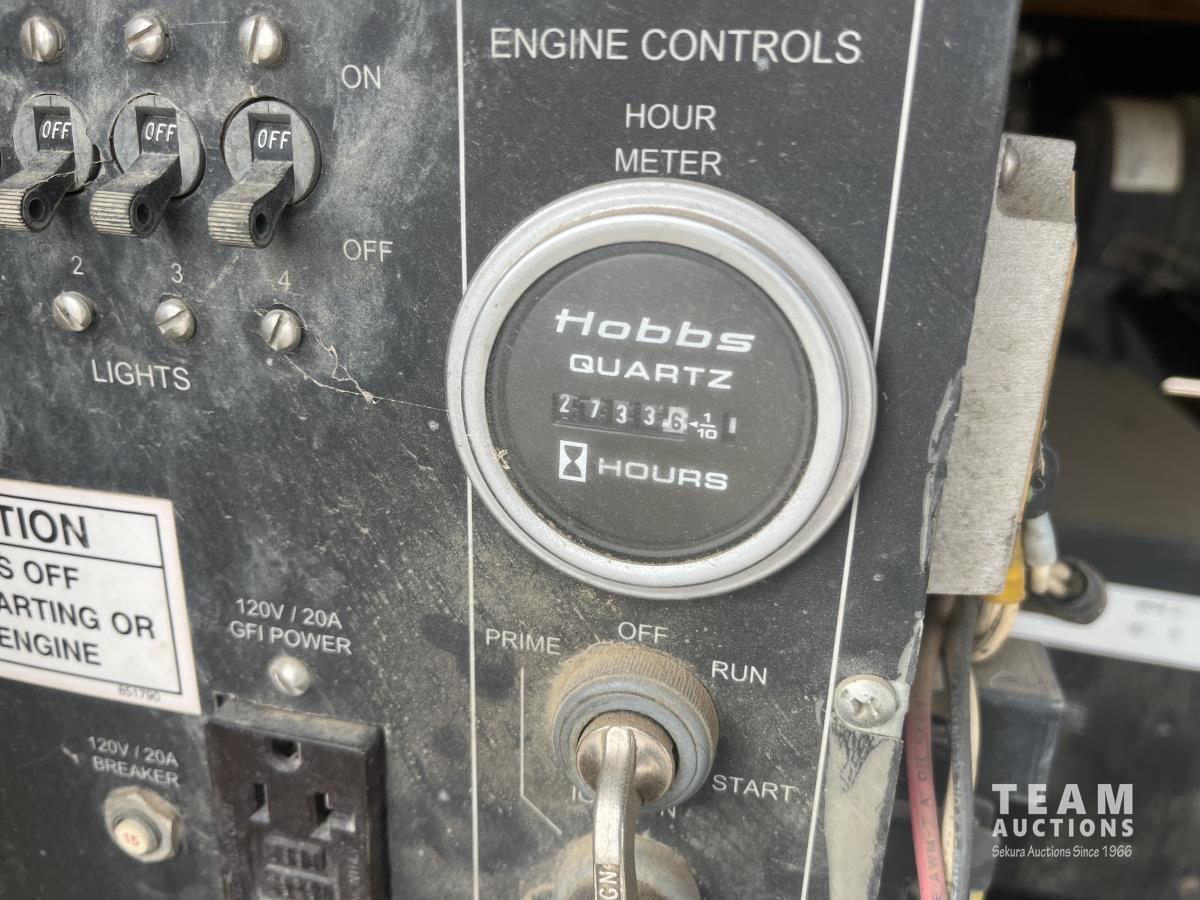 ENGINE CONTROLS
HOUR
METER
ON
OFF OFF OFF
OFF
2 3 4
LIGHTS
Hobbs
QUARTZ
2 7 3 3 6 1/10
HOURS
TION
S OFF
ARTING OR
ENGINE
651790
120V / 20A
GFI POWER
120V / 20A
BREAKER
15
PRIME OFF RUN
START
TEAM
AUCTIONS
Sekura Auctions Since 1966